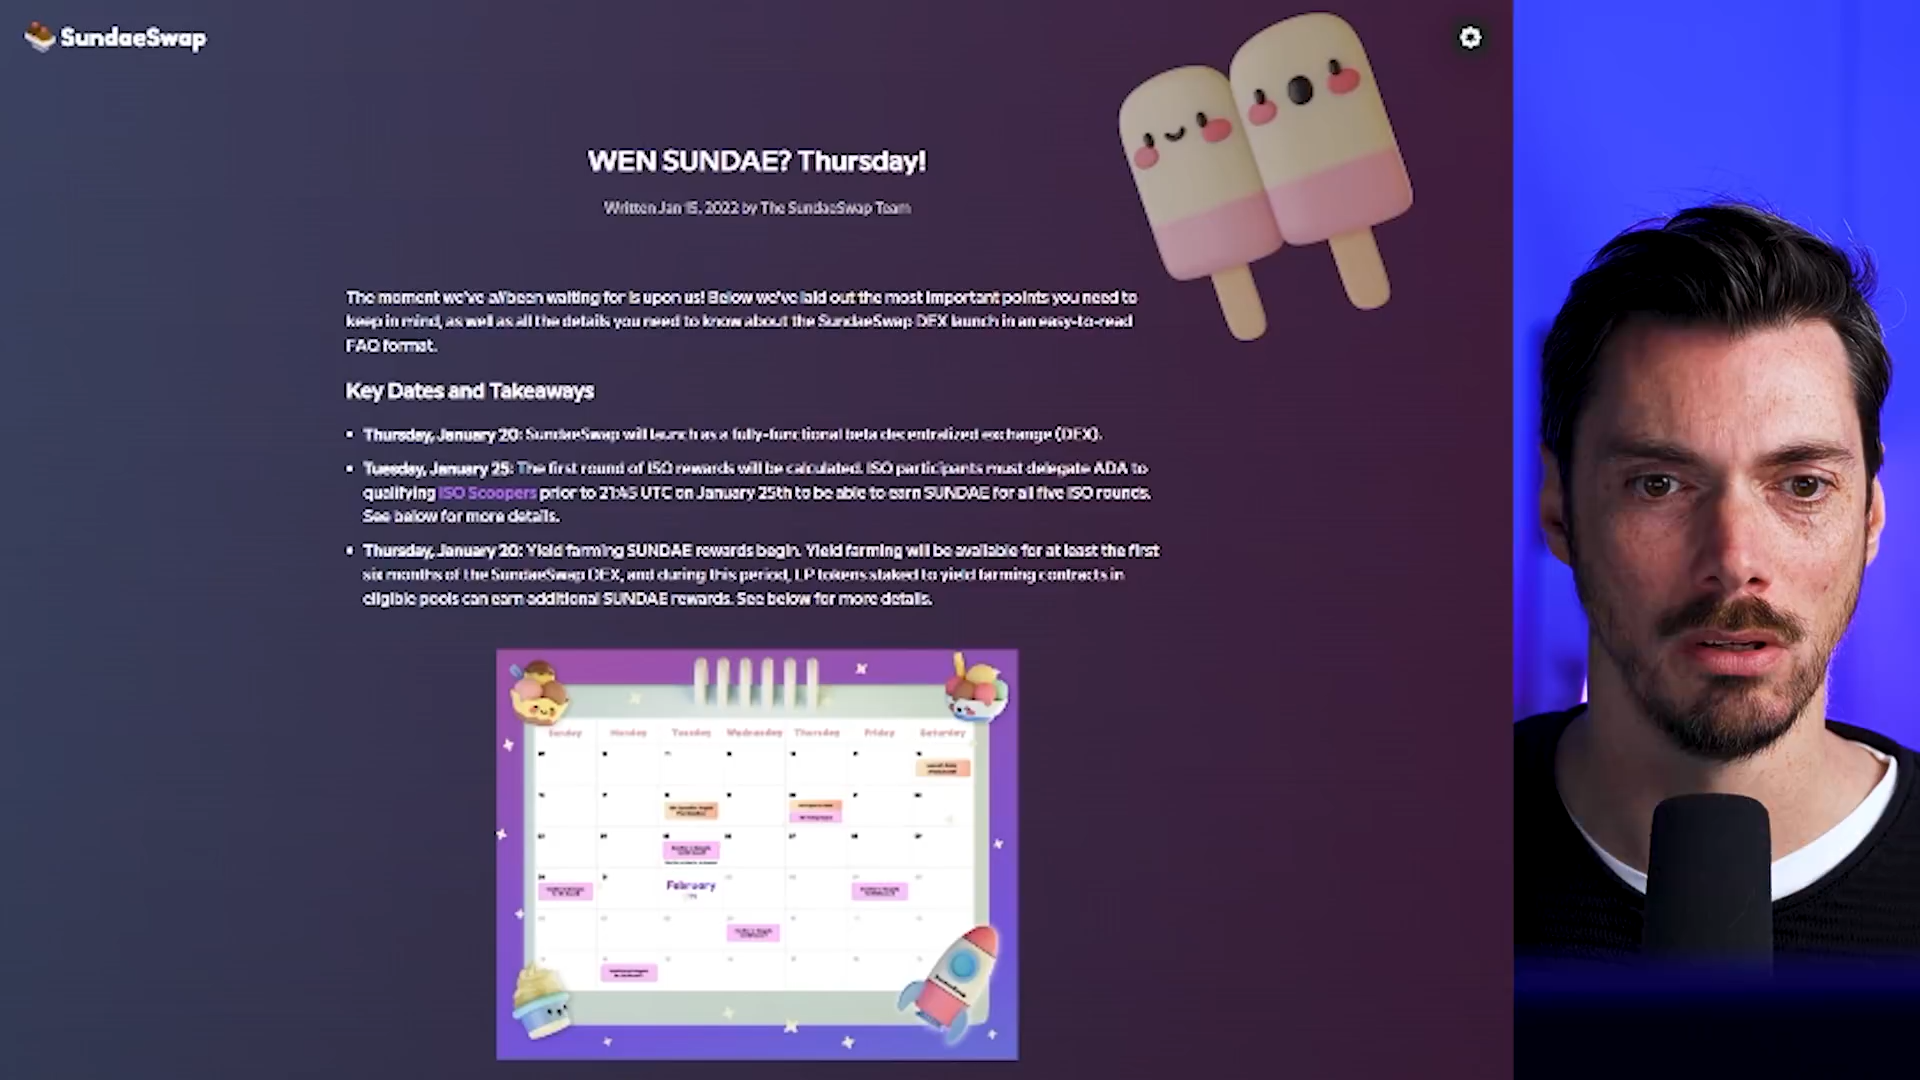 SundaeSwap
WEN SUNDAE? Thursday!
Written Jan 15, 2022 by The SundaeSwap Team
The moment we've all been waiting for is upon us! Below we've laid out the most important points you need to
keep in mind, as well as all the details you need to know about the SundaeSwap DEX launch in an easy-to-read
FAQ format.
Key Dates and Takeaways
• Thursday, January 20: SundaeSwap will launch as a fully-functional beta decentralized exchange (DEX).
• Tuesday, January 25: The first round of ISO rewards will be calculated. ISO participants must delegate ADA to
qualifying ISO Scoopers prior to 21:45 UTC on January 25th to be able to earn SUNDAE for all five ISO rounds.
See below for more details.
• Thursday, January 20: Yield farming SUNDAE rewards begin. Yield farming will be available for at least the first
six months of the SundaeSwap DEX, and during this period, LP tokens staked to yield farming contracts in
eligible pools can earn additional SUNDAE rewards. See below for more details.
Sunday Monday Tuesday Wednesday Thursday Friday Saturday
February